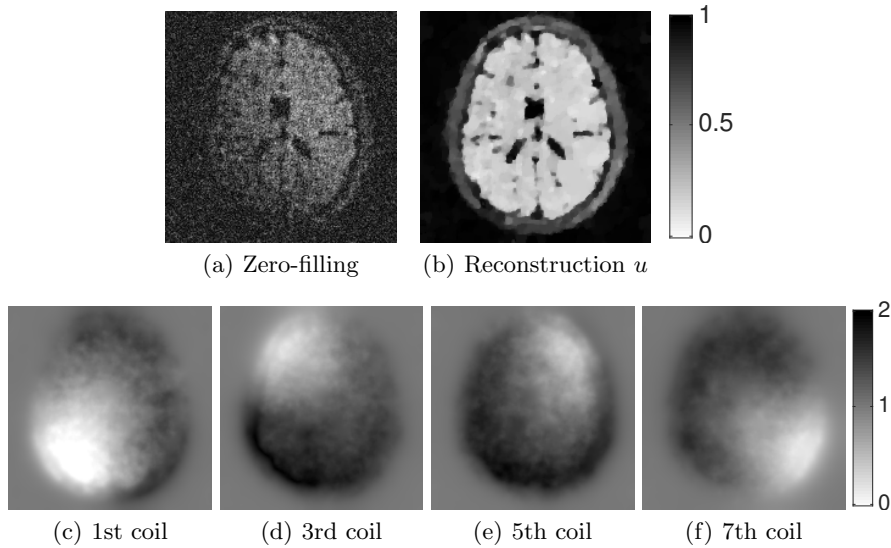 1
0.5
0
(a) Zero-filling
(b) Reconstruction u
2
1
0
(c) 1st coil
(d) 3rd coil
(e) 5th coil
(f) 7th coil